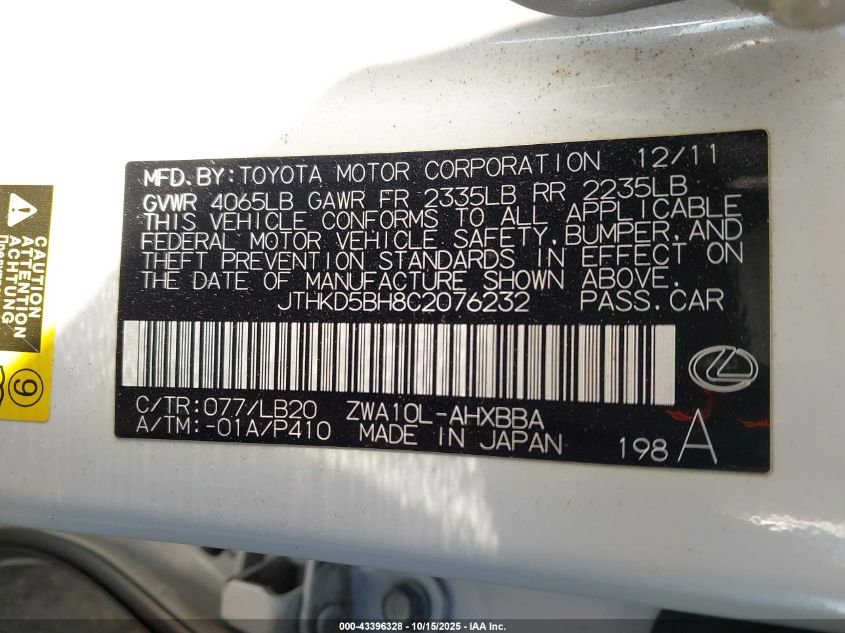 MFD.BY:TOYOTA MOTOR CORPORATION 12/11
GVWR 4065LB GAWR FR 2335LB RR 2235LB
THIS VEHICLE CONFORMS TO ALL APPLICABLE
FEDERAL MOTOR VEHICLE SAFETY,BUMPER,AND
THEFT PREVENTION STANDARDS IN EFFECT ON
THE DATE OF MANUFACTURE SHOWN ABOVE.
JTHKD5BH8C2076232 PASS.CAR
C/TR:077/LB20 ZWA10L-AHXBBA
A/TM:-01A/P410 MADE IN JAPAN
198 A
CAUTION
ATTENTION
ACHTUNG
9
000-43396328 - 10/15/2025 - IAA Inc.